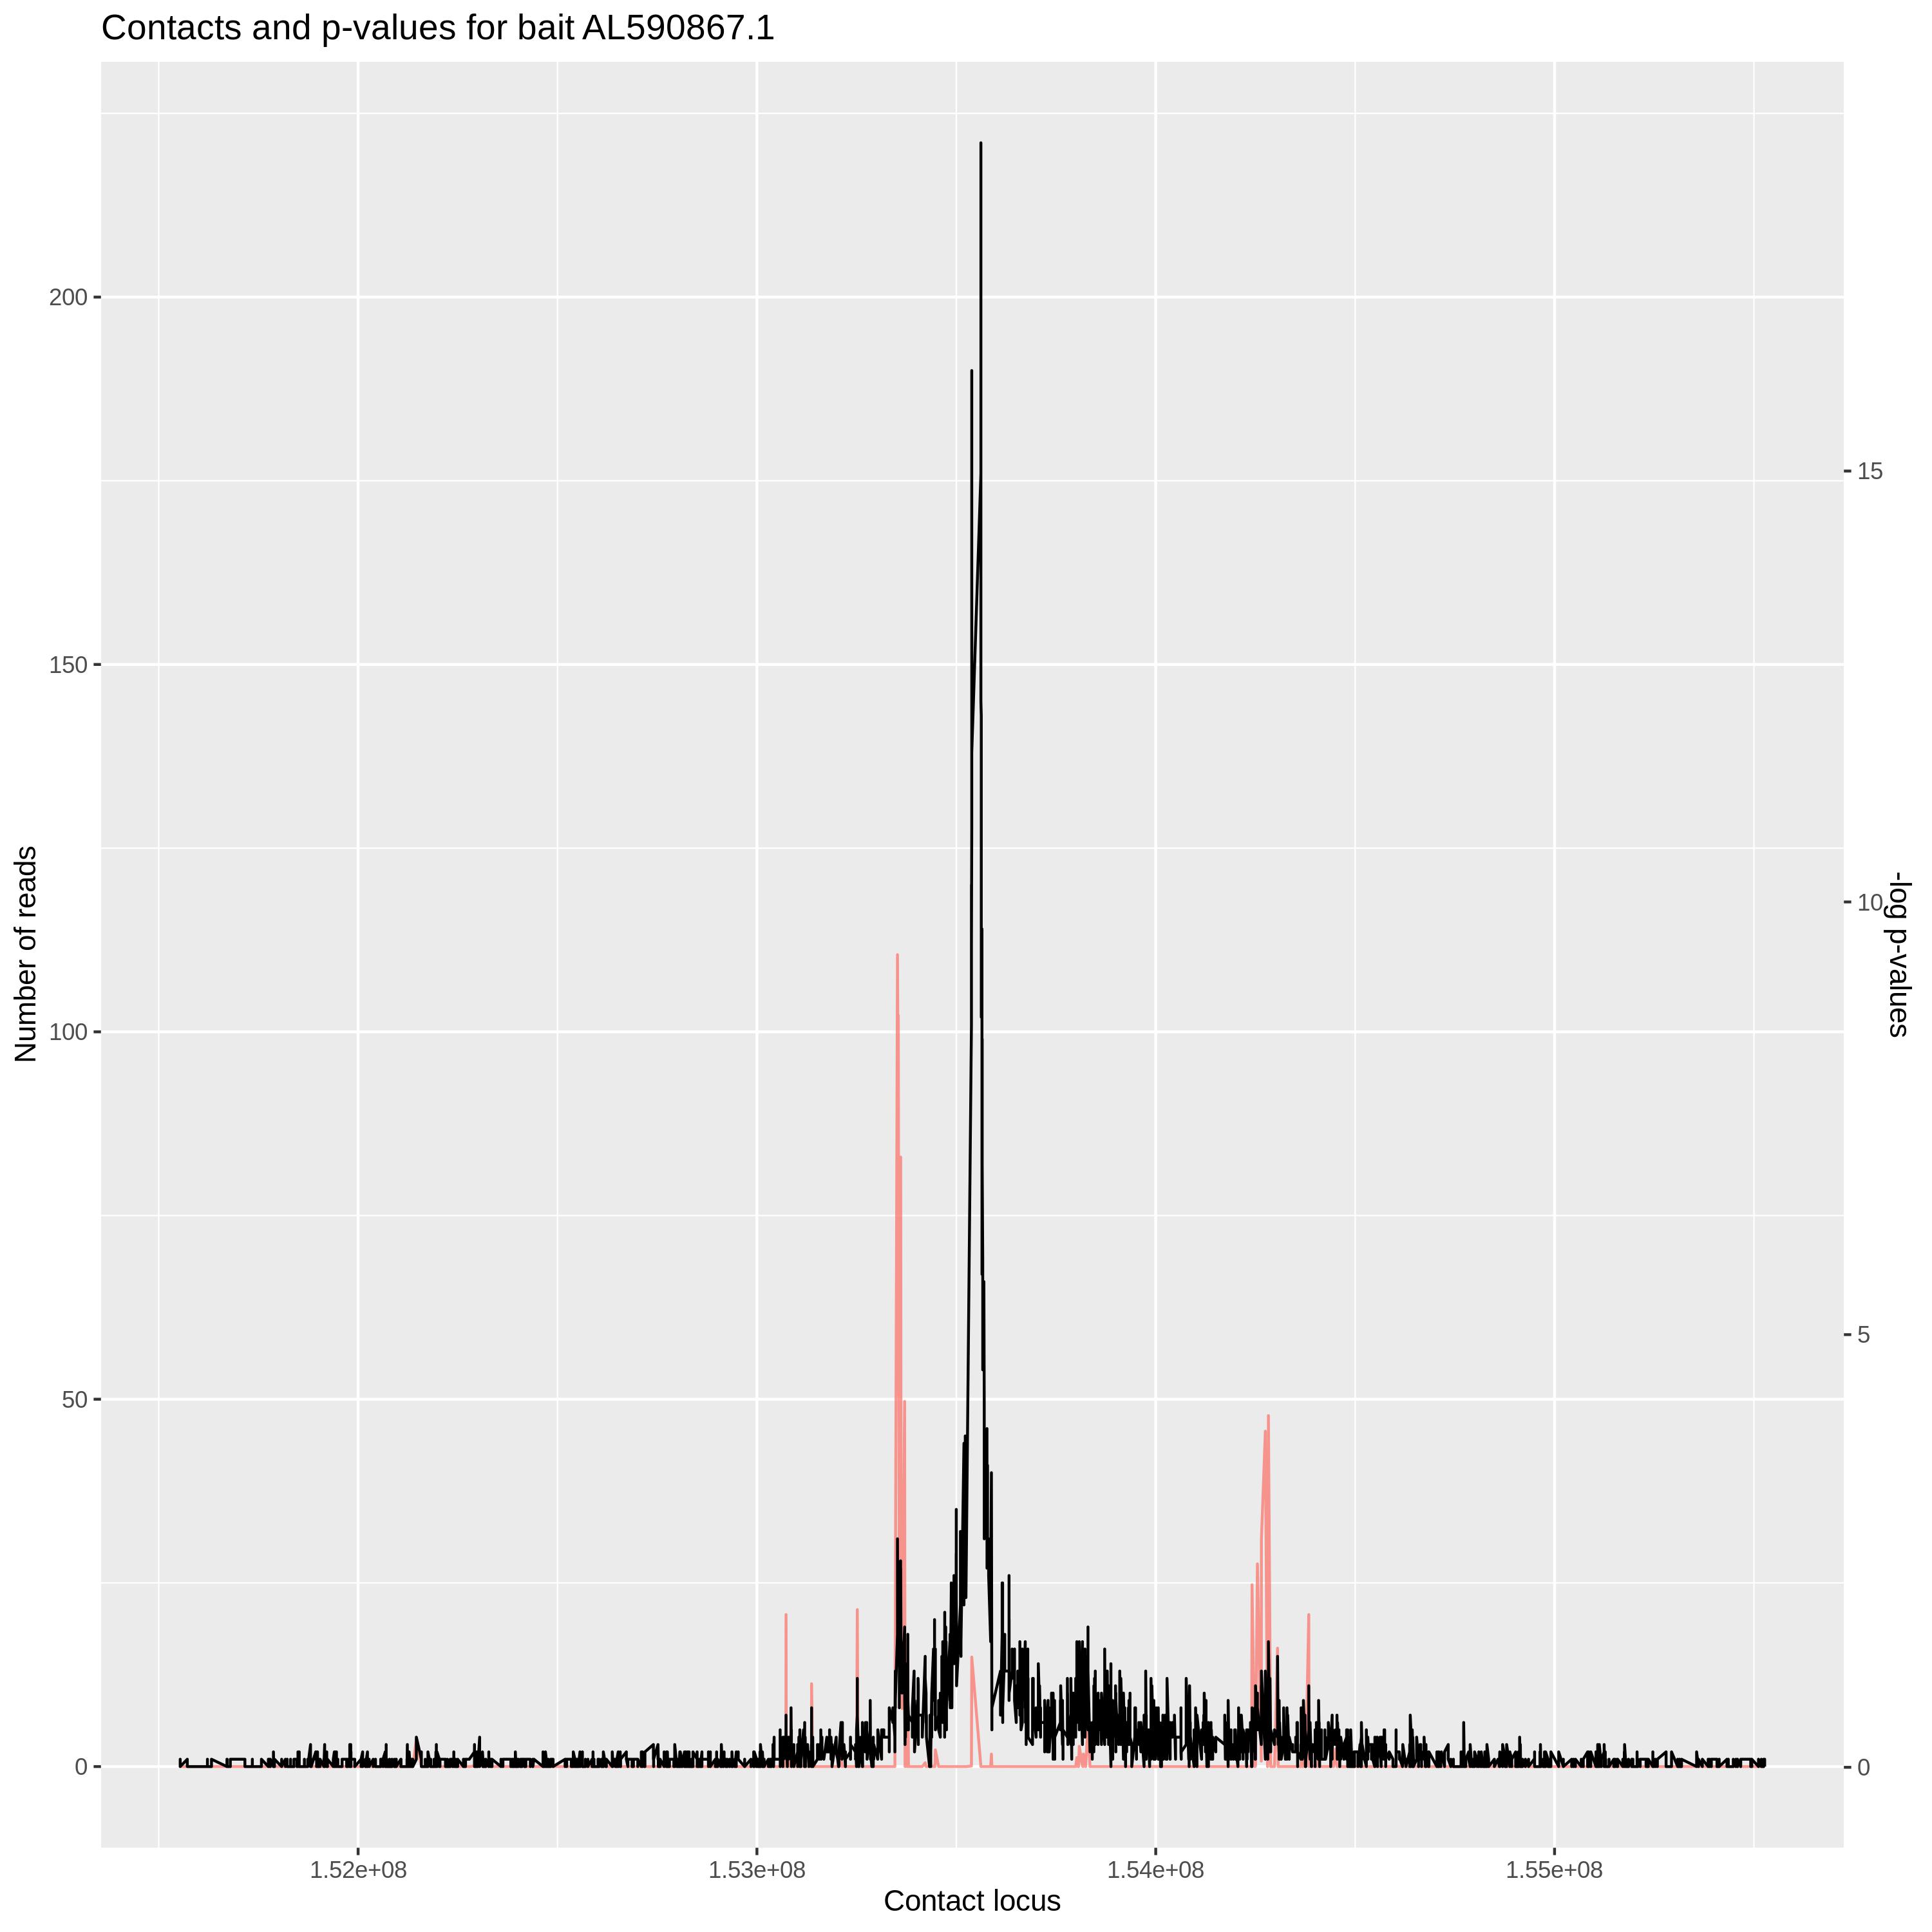 Contacts and p-values for bait AL590867.1
Number of reads
200
150
100
50
0
15
10
5
0
-log p-values
1.52e+08
1.53e+08
1.54e+08
1.55e+08
Contact locus